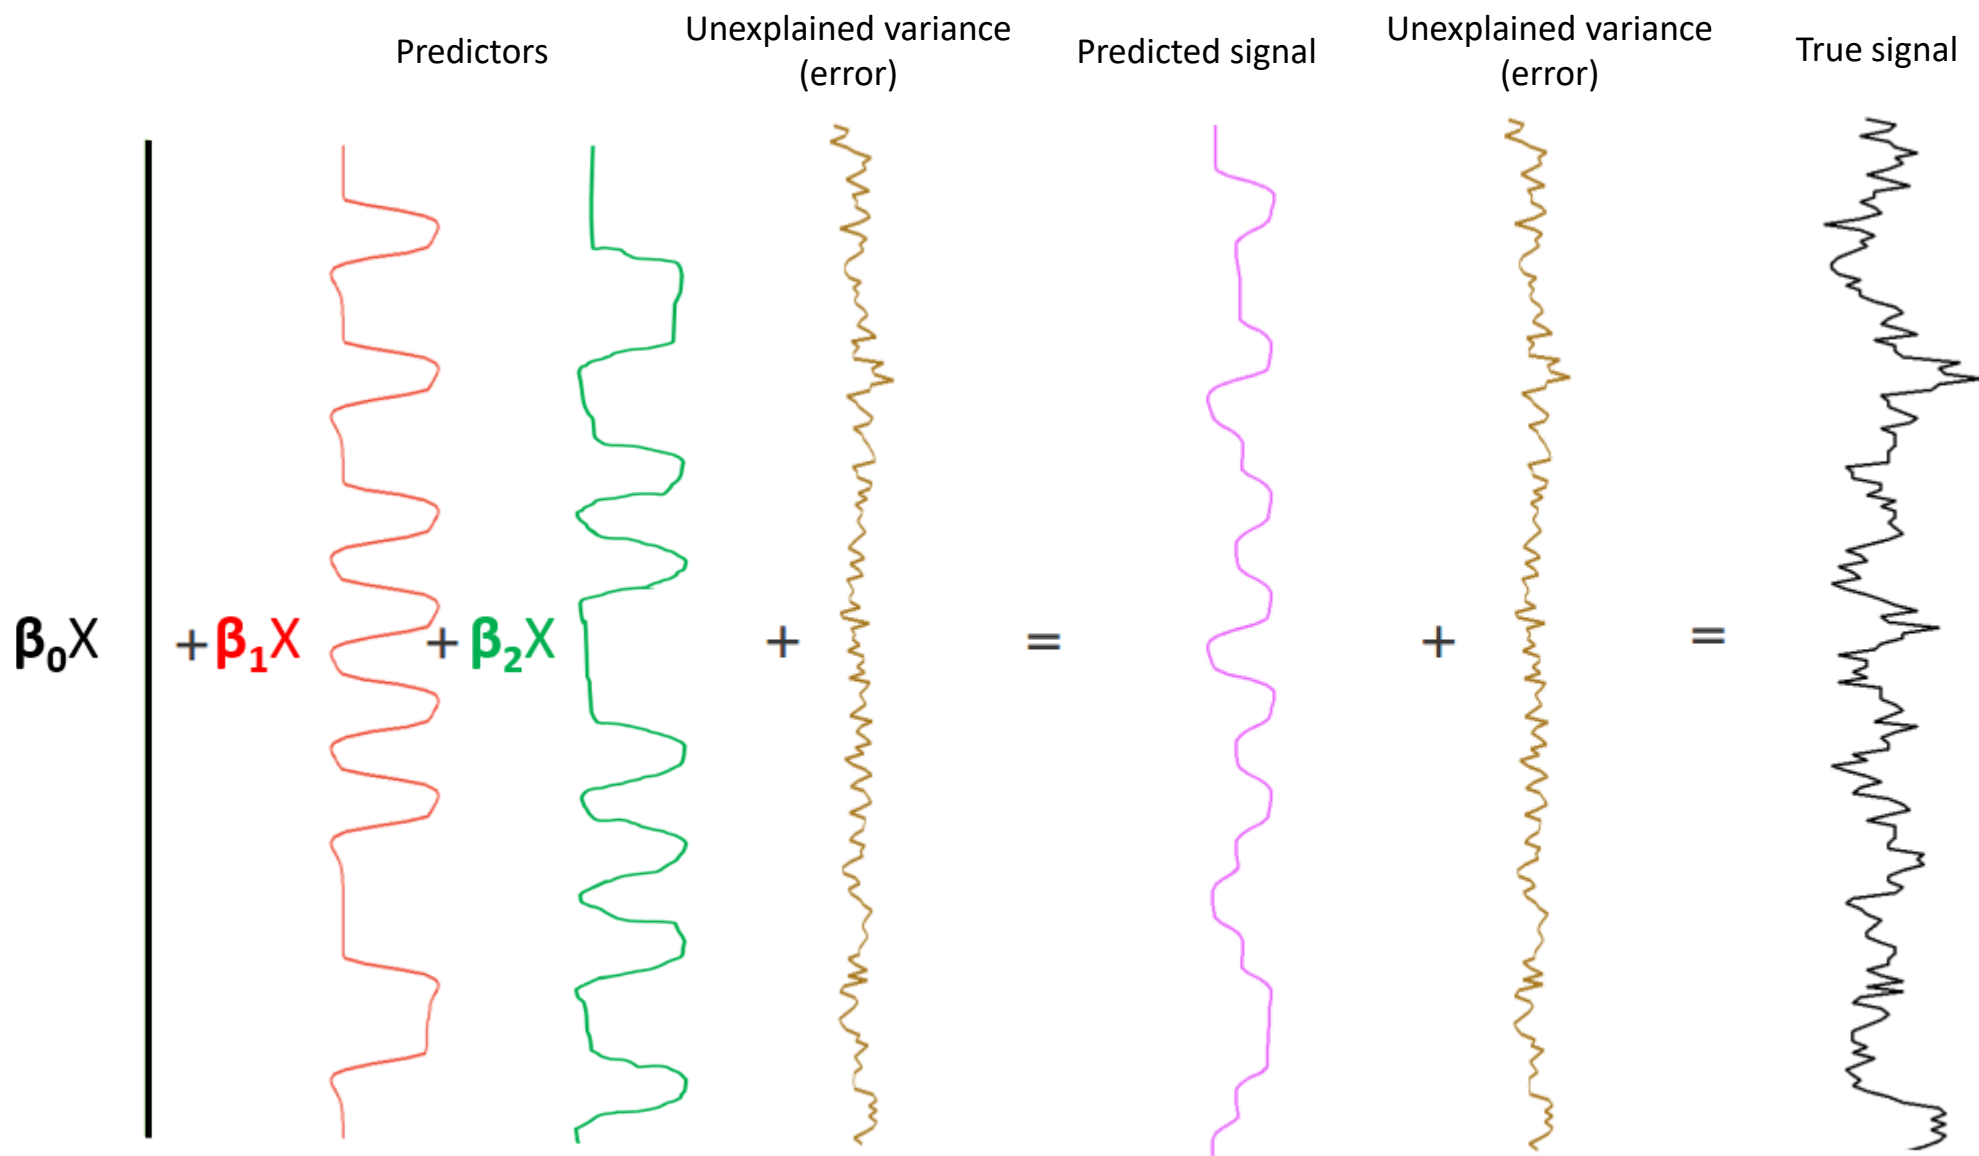 Predictors
Unexplained variance
(error)
Predicted signal
Unexplained variance
(error)
True signal
β₀X +β₁X +β₂X + = + =